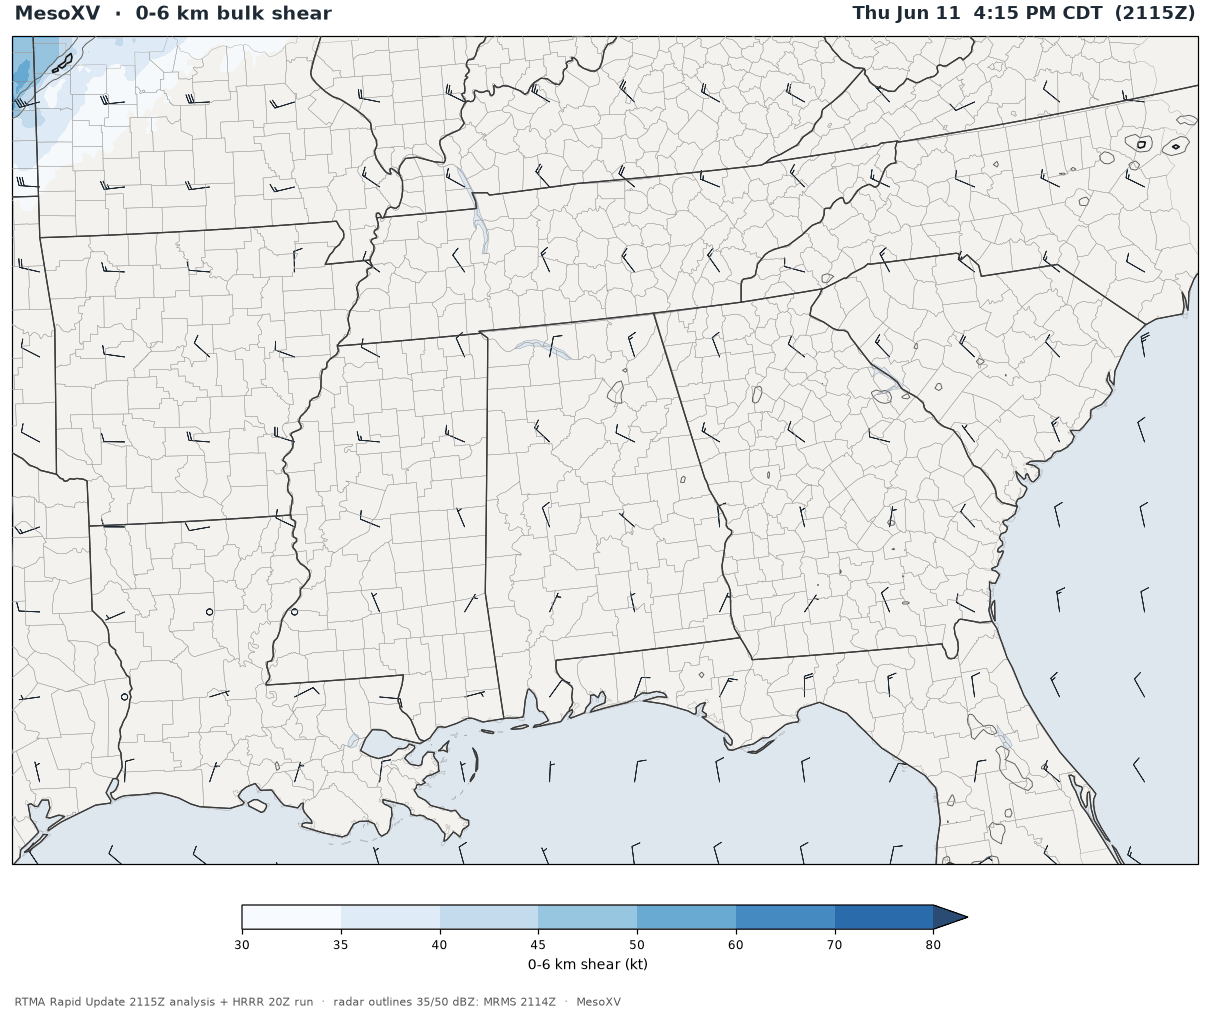 MesoXV · 0-6 km bulk shear
Thu Jun 11 4:15 PM CDT (2115Z)
30 35 40 45 50 60 70 80
0-6 km shear (kt)
RTMA Rapid Update 2115Z analysis + HRRR 20Z run · radar outlines 35/50 dBZ: MRMS 2114Z · MesoXV